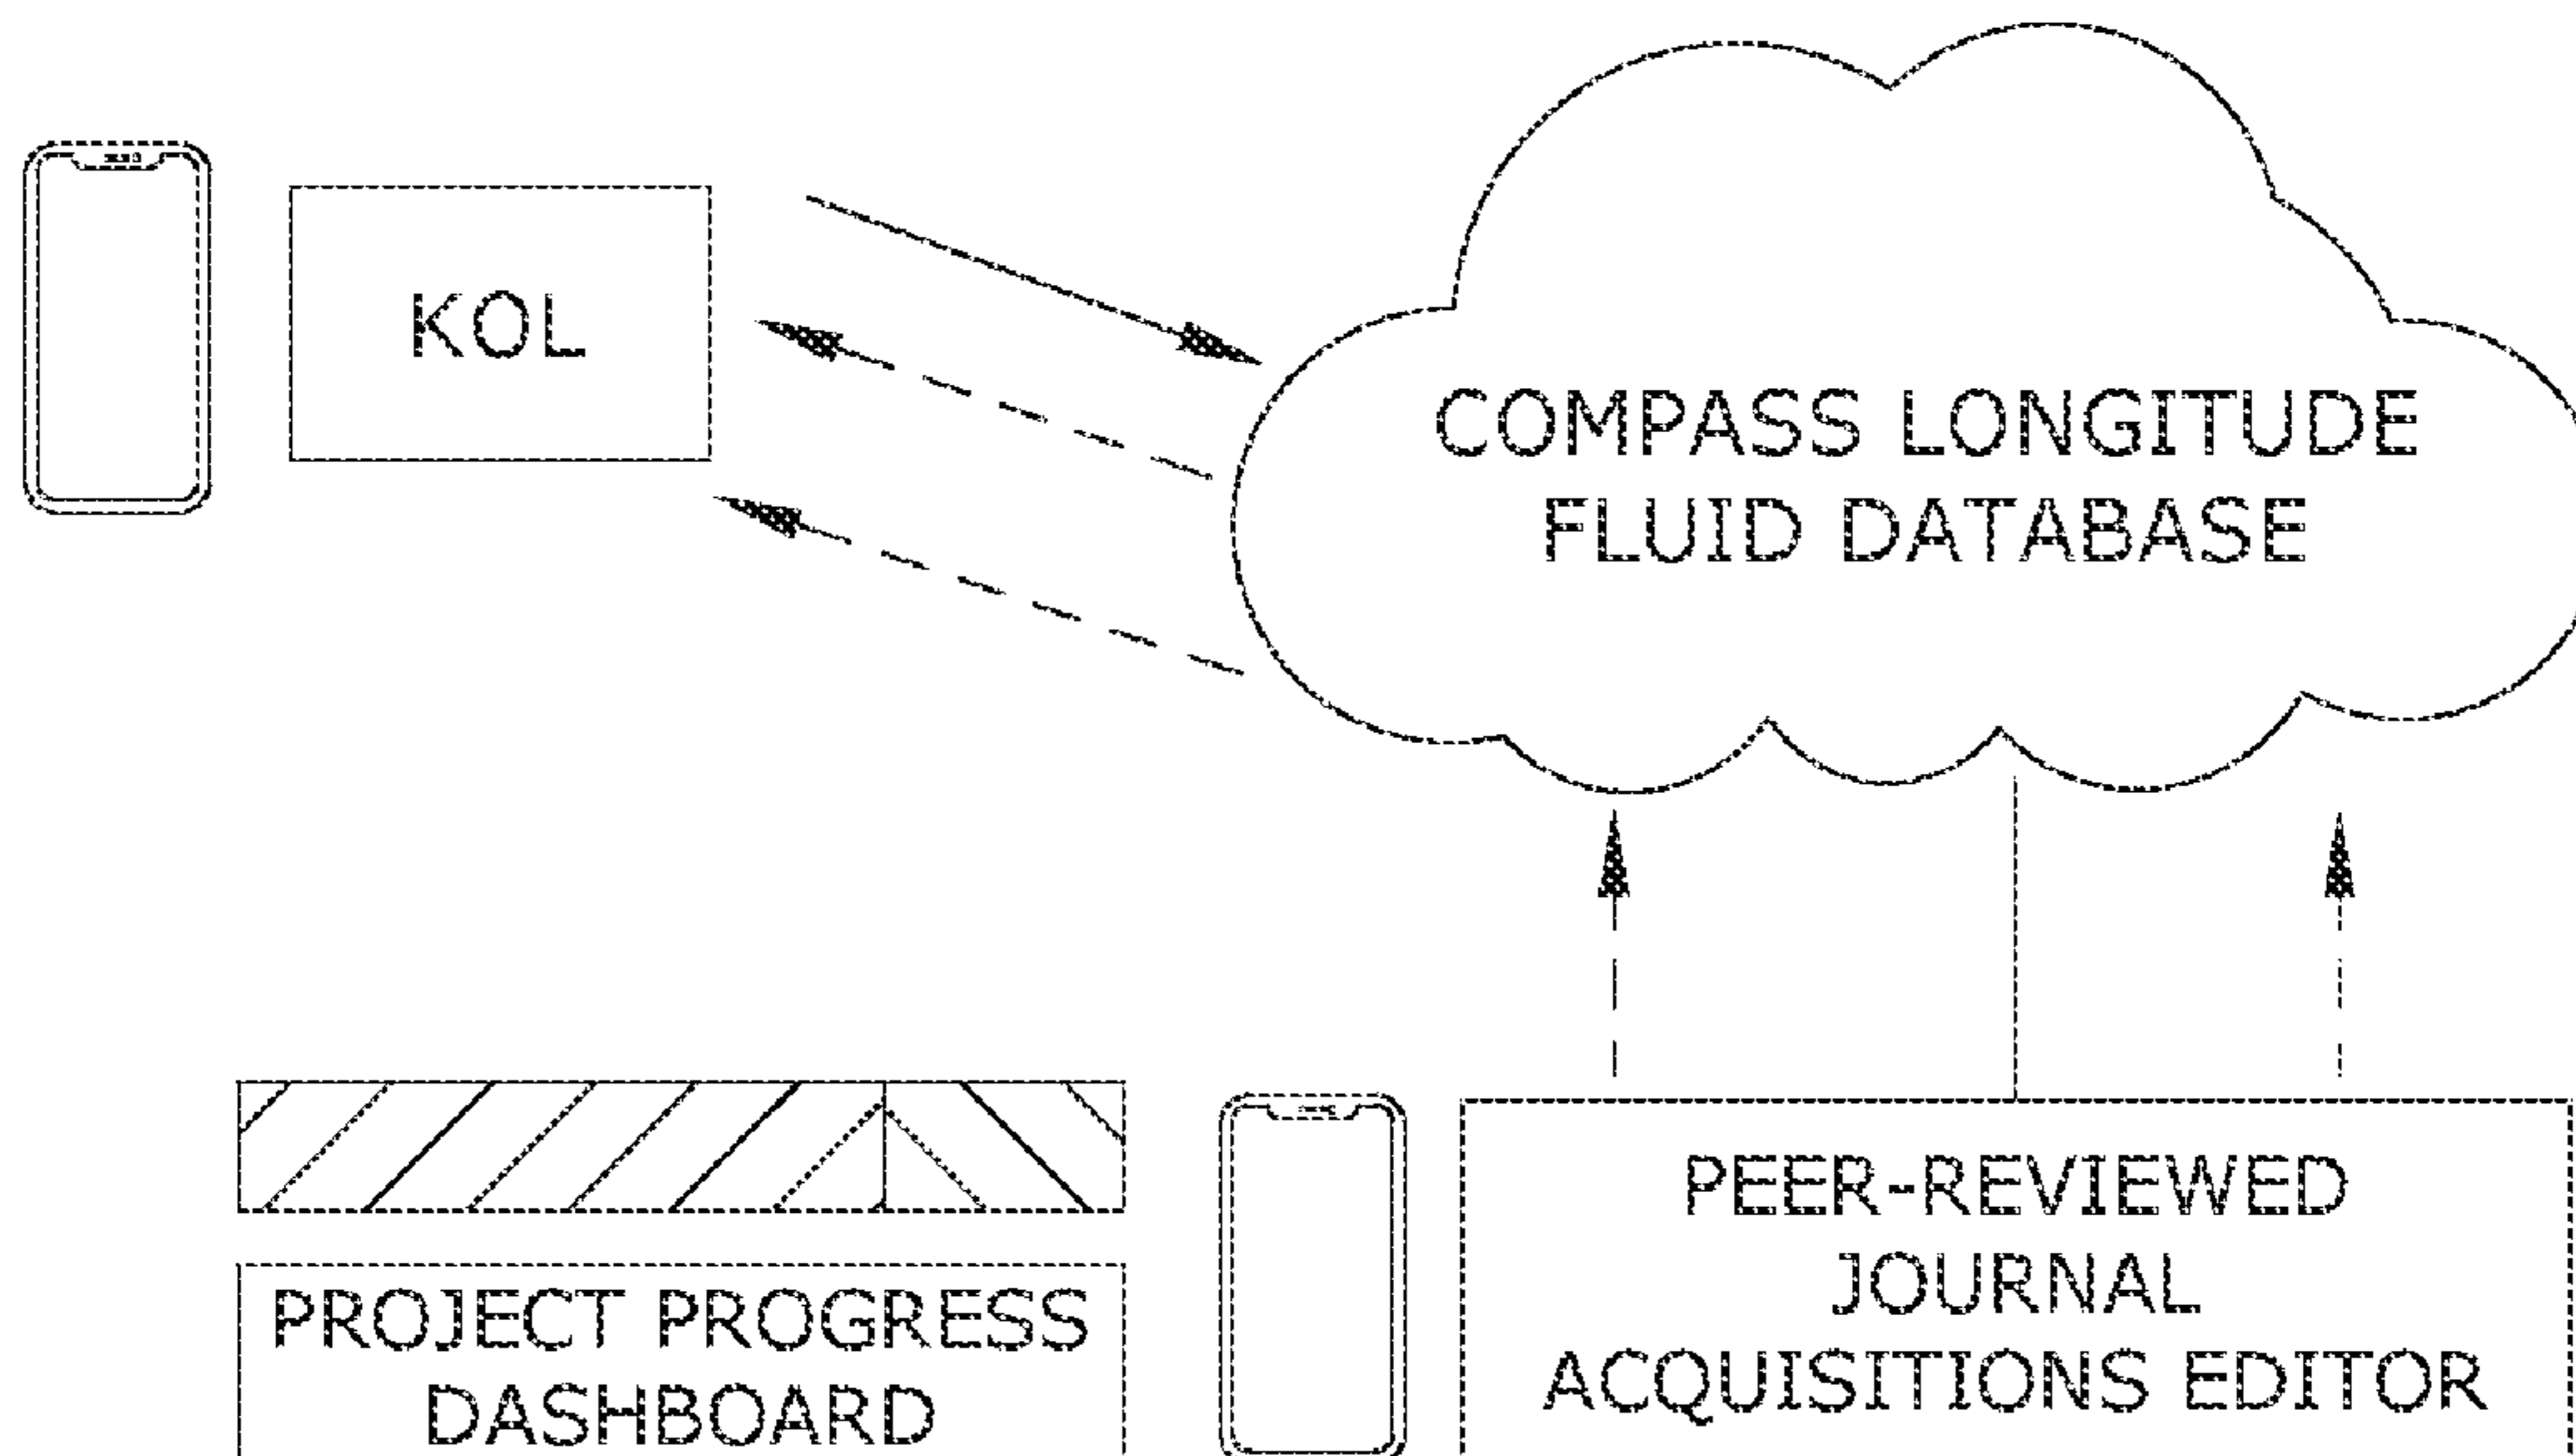 KOL
COMPASS LONGITUDE
FLUID DATABASE
PROJECT PROGRESS
DASHBOARD
PEER-REVIEWED
JOURNAL
ACQUISITIONS EDITOR